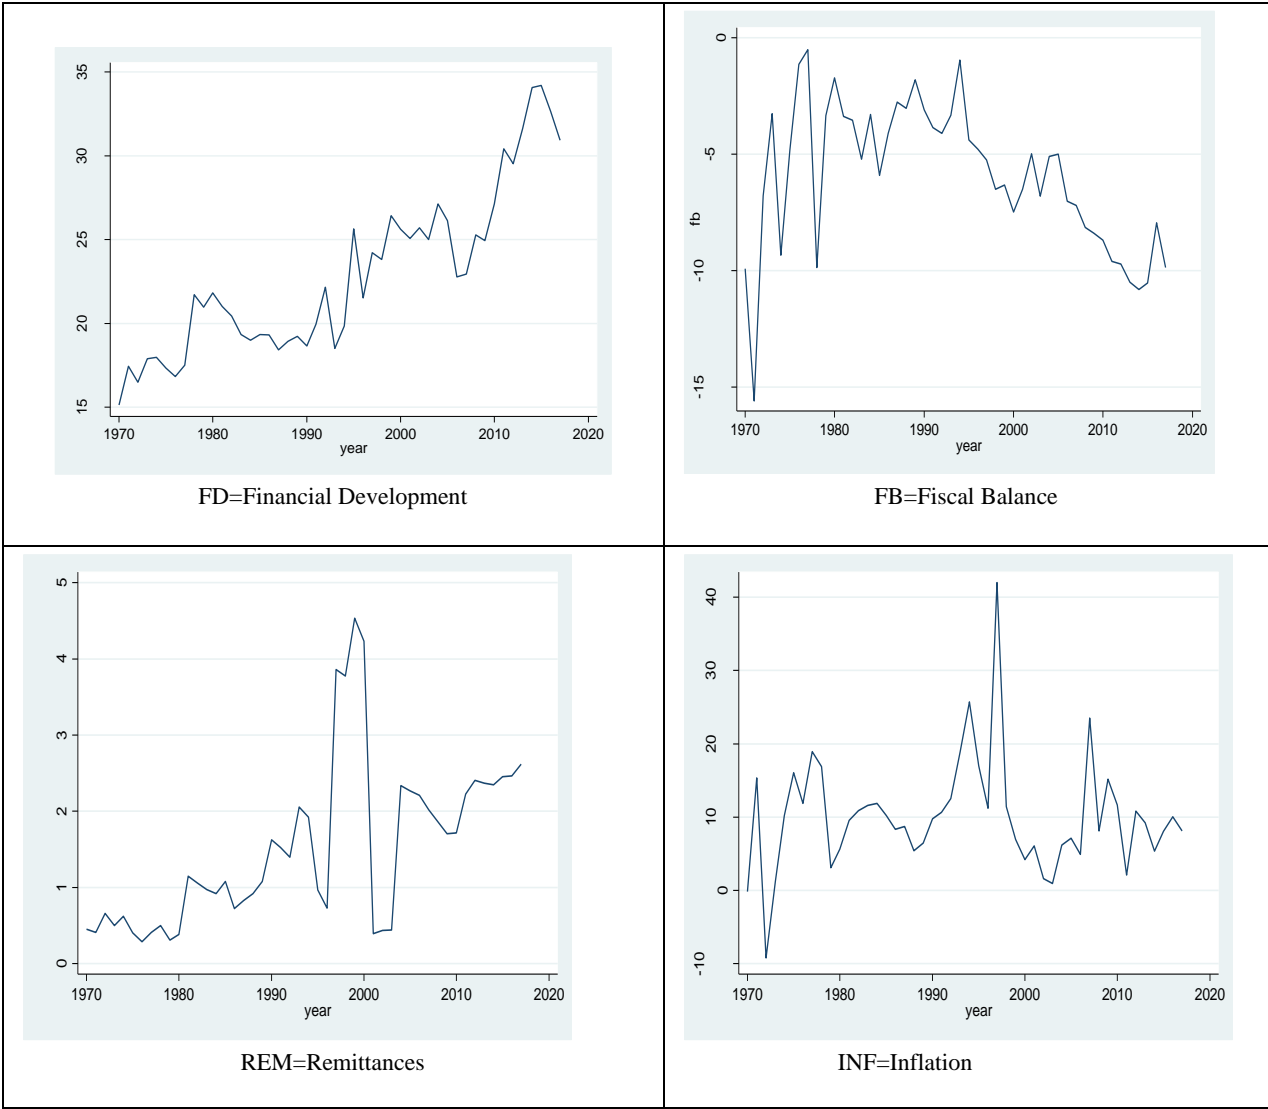 35
30
25
20
15
1970 1980 1990 2000 2010 2020
year
FD=Financial Development
0
-5
-10
-15
fb
1970 1980 1990 2000 2010 2020
year
FB=Fiscal Balance
5
4
3
2
1
0
1970 1980 1990 2000 2010 2020
year
REM=Remittances
40
30
20
10
0
-10
1970 1980 1990 2000 2010 2020
year
INF=Inflation